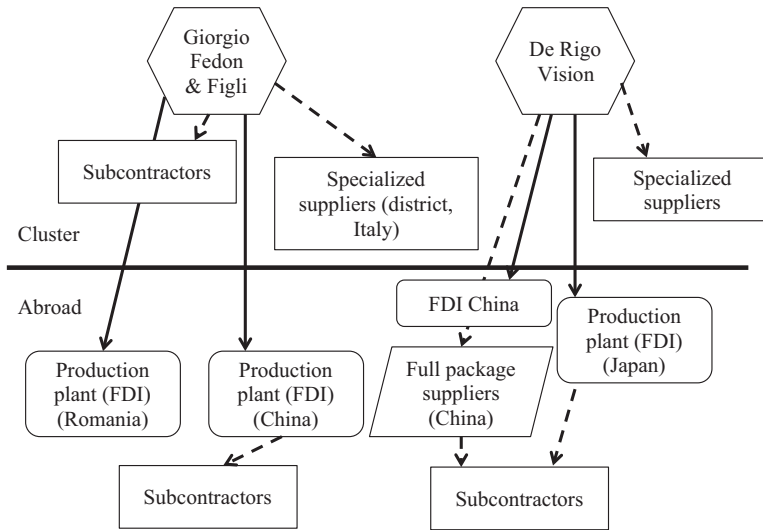 Giorgio
Fedon
& Figli
De Rigo
Vision
Subcontractors
Specialized
suppliers (district,
Italy)
Specialized
suppliers
Cluster
Abroad
FDI China
Production
plant (FDI)
(Romania)
Production
plant (FDI)
(China)
Full package
suppliers
(China)
Production
plant (FDI)
(Japan)
Subcontractors
Subcontractors